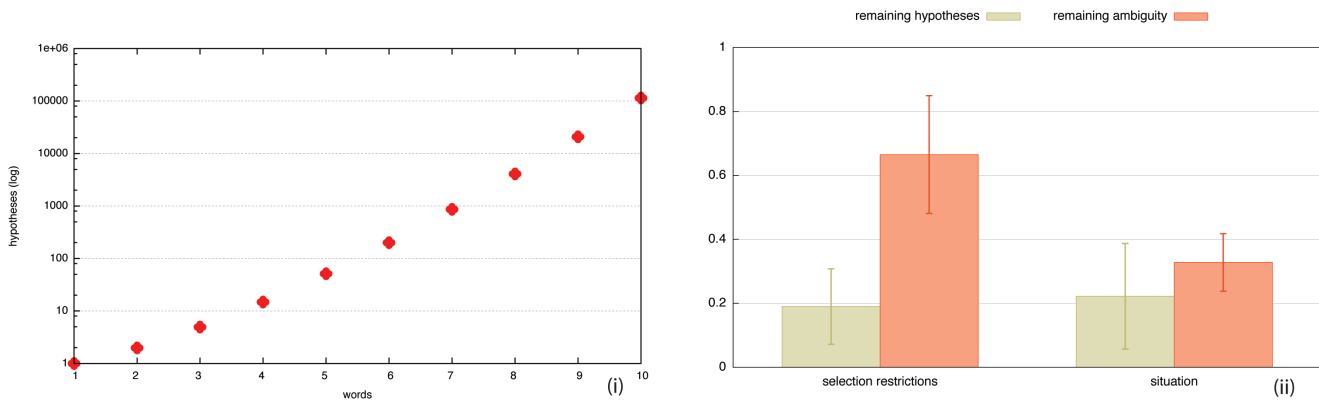 1e+06
100000
10000
1000
100
10
1
hypotheses (log)
1 2 3 4 5 6 7 8 9 10
words
(i)
remaining hypotheses remaining ambiguity
1
0.8
0.6
0.4
0.2
0
selection restrictions situation
(ii)